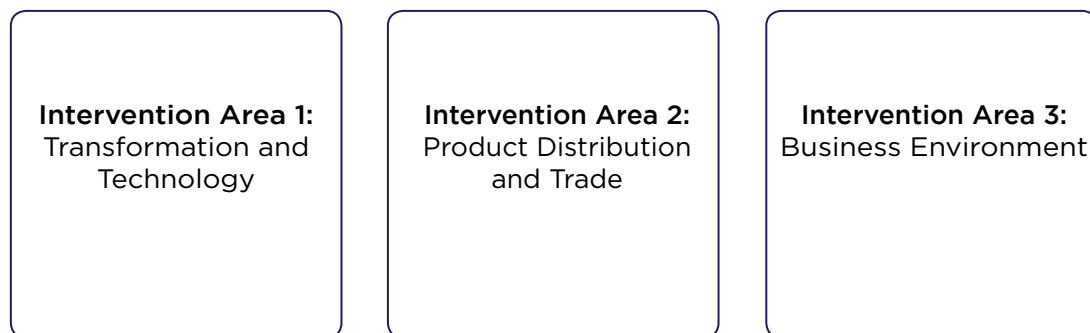 Intervention Area 1:
Transformation and
Technology
Intervention Area 2:
Product Distribution
and Trade
Intervention Area 3:
Business Environment